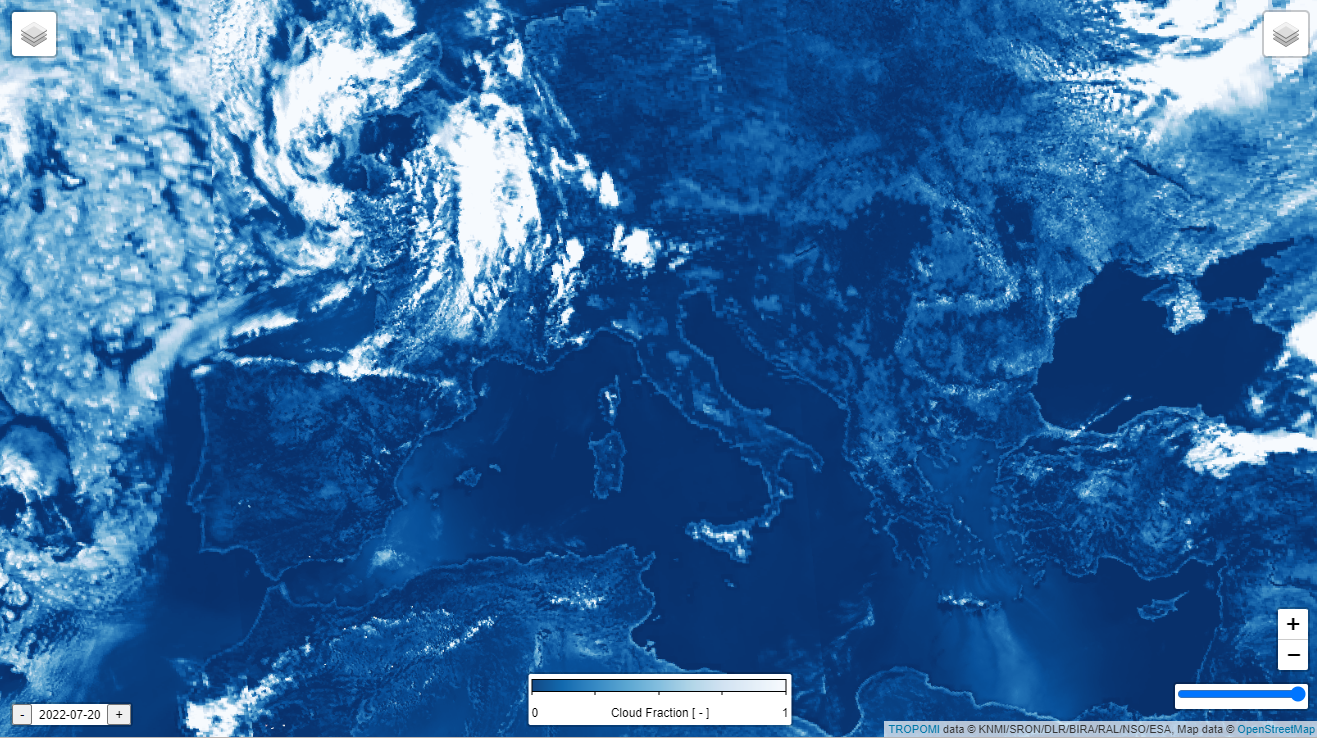 +
−
- 2022-07-20 +
0 Cloud Fraction [ - ] 1
TROPOMI data © KNMI/SRON/DLR/BIRA/RAL/NSO/ESA, Map data © OpenStreetMap